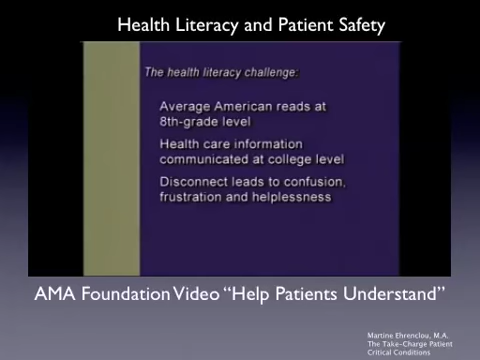 Health Literacy and Patient Safety
The health literacy challenge:
Average American reads at
8th-grade level
Health care information
communicated at college level
Disconnect leads to confusion,
frustration and helplessness
AMA Foundation Video “Help Patients Understand”
Martine Ehrenclou, M.A.
The Take-Charge Patient
Critical Conditions